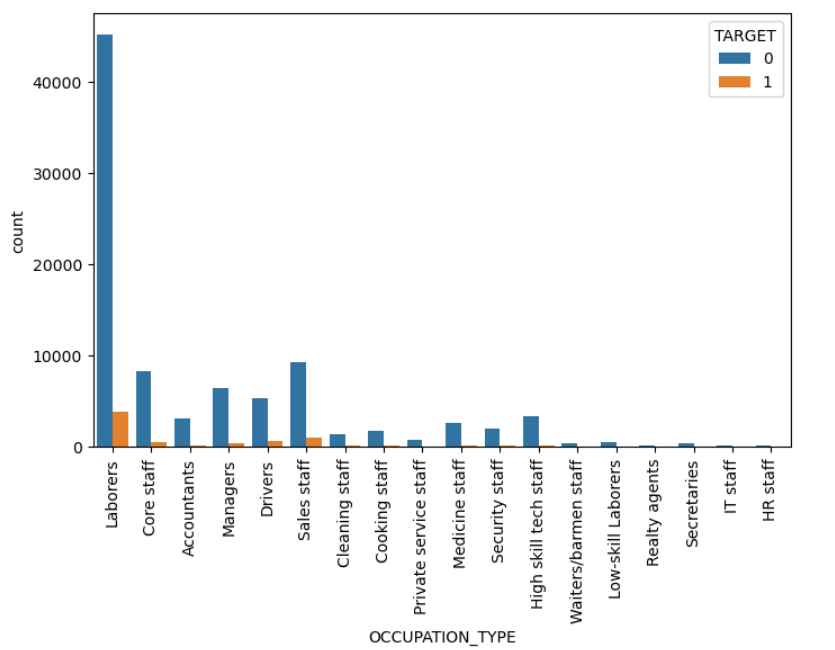 TARGET
0
1
40000
30000
20000
10000
0
count
Laborers
Core staff
Accountants
Managers
Drivers
Sales staff
Cleaning staff
Cooking staff
Private service staff
Medicine staff
Security staff
High skill tech staff
Waiters/barmen staff
Low-skill Laborers
Realty agents
Secretaries
IT staff
HR staff
OCCUPATION_TYPE